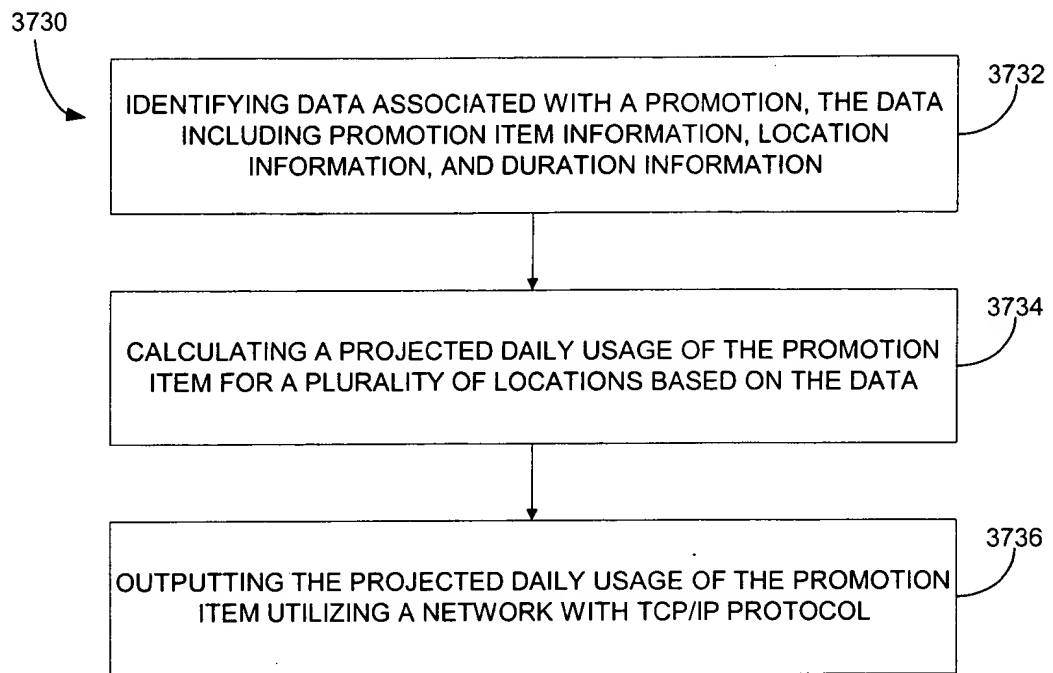 3730
3732
IDENTIFYING DATA ASSOCIATED WITH A PROMOTION, THE DATA
INCLUDING PROMOTION ITEM INFORMATION, LOCATION
INFORMATION, AND DURATION INFORMATION
3734
CALCULATING A PROJECTED DAILY USAGE OF THE PROMOTION
ITEM FOR A PLURALITY OF LOCATIONS BASED ON THE DATA
3736
OUTPUTTING THE PROJECTED DAILY USAGE OF THE PROMOTION
ITEM UTILIZING A NETWORK WITH TCP/IP PROTOCOL